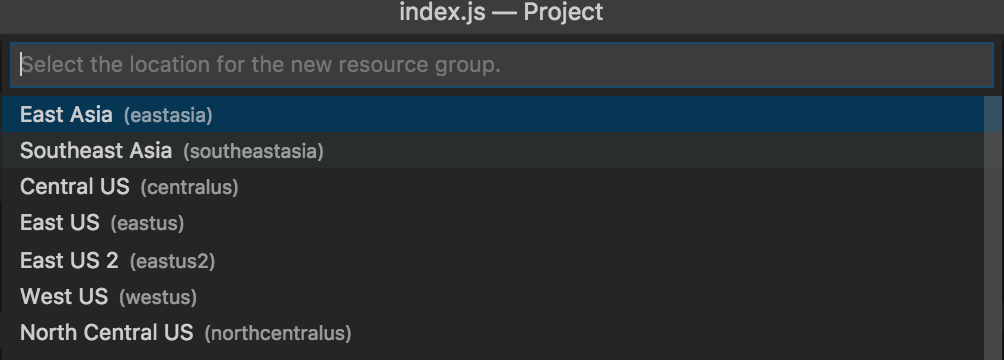 index.js — Project
Select the location for the new resource group.
East Asia (eastasia)
Southeast Asia (southeastasia)
Central US (centralus)
East US (eastus)
East US 2 (eastus2)
West US (westus)
North Central US (northcentralus)